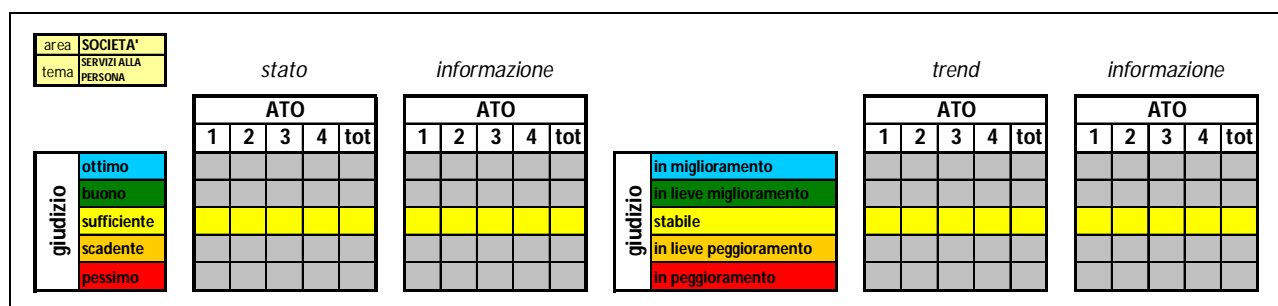 area SOCIETA'
tema SERVIZI ALLA PERSONA
stato informazione trend informazione
ATO ATO ATO ATO
1 2 3 4 tot 1 2 3 4 tot 1 2 3 4 tot 1 2 3 4 tot
giudizio giudizio
ottimo in miglioramento
buono in lieve miglioramento
sufficiente stabile
scadente in lieve peggioramento
pessimo in peggioramento